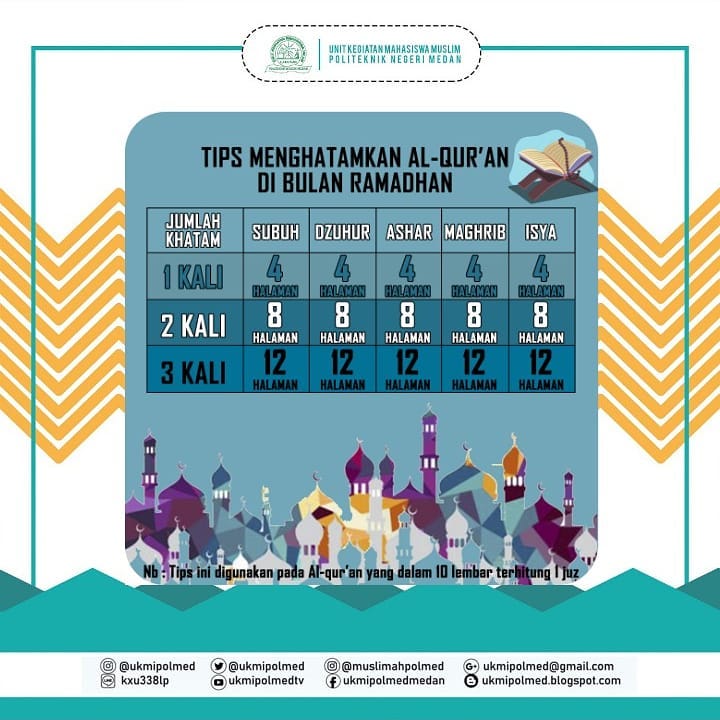 UNIT KEGIATAN MAHASISWA MUSLIM
POLITEKNIK NEGERI MEDAN
TIPS MENGHATAMKAN AL-QUR'AN
DI BULAN RAMADHAN
JUMLAH KHATAM SUBUH DZUHUR ASHAR MAGHRIB ISYA
1 KALI 4 HALAMAN 4 HALAMAN 4 HALAMAN 4 HALAMAN 4 HALAMAN
2 KALI 8 HALAMAN 8 HALAMAN 8 HALAMAN 8 HALAMAN 8 HALAMAN
3 KALI 12 HALAMAN 12 HALAMAN 12 HALAMAN 12 HALAMAN 12 HALAMAN
Nb : Tips ini digunakan pada Al-qur'an yang dalam 10 lembar terhitung 1 juz
@ukmipolmed @ukmipolmed @muslimahpolmed ukmipolmed@gmail.com
kxu338lp ukmipolmedtv ukmipolmedmedan ukmipolmed.blogspot.com